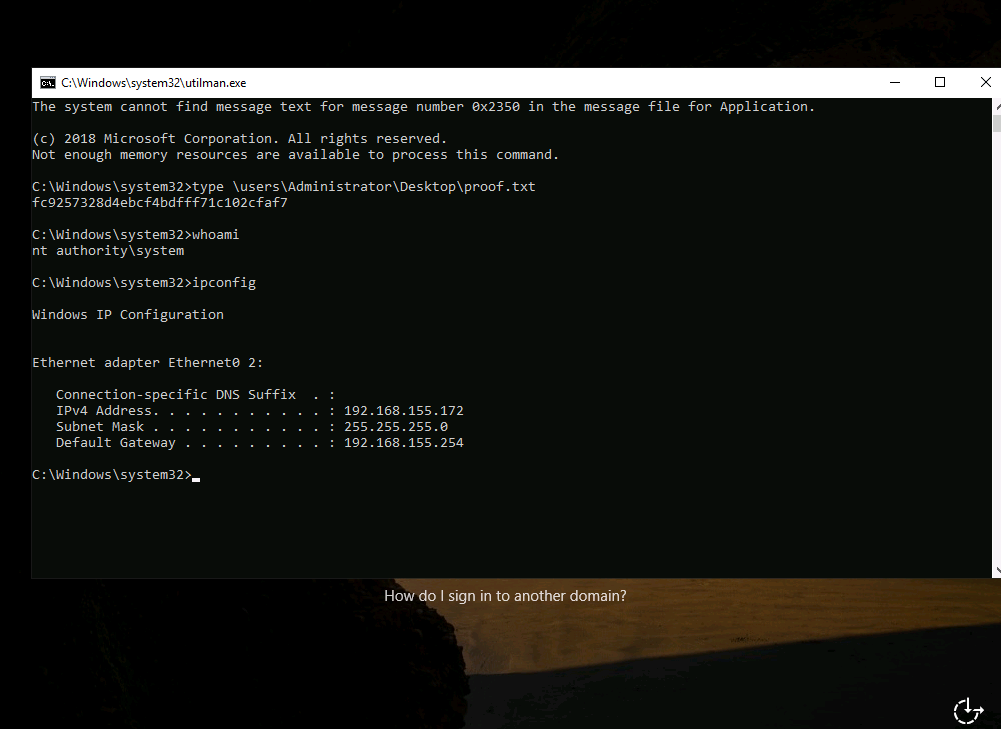 C:\Windows\system32\utilman.exe
The system cannot find message text for message number 0x2350 in the message file for Application.
(c) 2018 Microsoft Corporation. All rights reserved.
Not enough memory resources are available to process this command.
C:\Windows\system32>type \users\Administrator\Desktop\proof.txt
fc9257328d4ebcf4bdfff71c102cfaf7
C:\Windows\system32>whoami
nt authority\system
C:\Windows\system32>ipconfig
Windows IP Configuration
Ethernet adapter Ethernet0 2:
Connection-specific DNS Suffix  . :
IPv4 Address. . . . . . . . . . . : 192.168.155.172
Subnet Mask . . . . . . . . . . . : 255.255.255.0
Default Gateway . . . . . . . . . : 192.168.155.254
C:\Windows\system32>
How do I sign in to another domain?